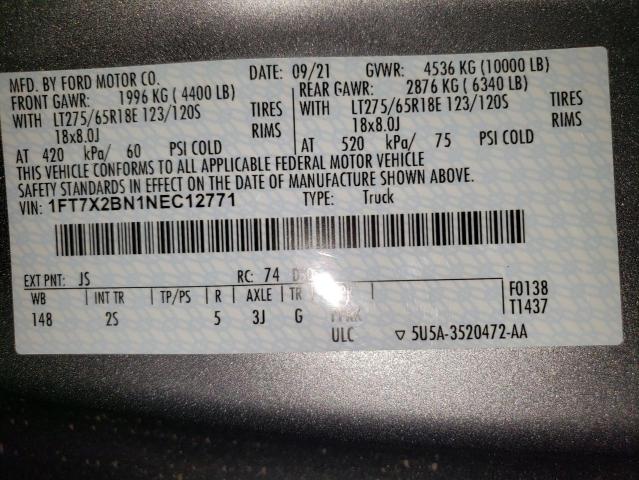 MFD. BY FORD MOTOR CO.
DATE: 09/21 GVWR: 4536 KG (10000 LB)
FRONT GAWR: 1996 KG ( 4400 LB) REAR GAWR: 2876 KG ( 6340 LB)
WITH LT275/65R18E 123/120S TIRES WITH LT275/65R18E 123/120S TIRES
18x8.0J RIMS 18x8.0J RIMS
AT 420 kPa/ 60 PSI COLD AT 520 kPa/ 75 PSI COLD
THIS VEHICLE CONFORMS TO ALL APPLICABLE FEDERAL MOTOR VEHICLE
SAFETY STANDARDS IN EFFECT ON THE DATE OF MANUFACTURE SHOWN ABOVE.
VIN: 1FT7X2BN1NEC12771 TYPE: Truck
EXT PNT: JS RC: 74
WB INT TR TP/PS R AXLE TR F0138
148 2S 5 3J G T1437
ULC ▽ 5U5A-3520472-AA